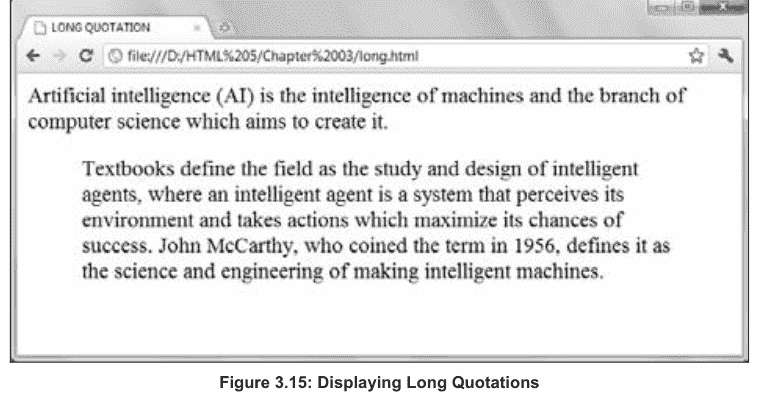 LONG QUOTATION
file:///D:/HTML%205/Chapter%2003/long.html
Artificial intelligence (AI) is the intelligence of machines and the branch of
computer science which aims to create it.
Textbooks define the field as the study and design of intelligent
agents, where an intelligent agent is a system that perceives its
environment and takes actions which maximize its chances of
success. John McCarthy, who coined the term in 1956, defines it as
the science and engineering of making intelligent machines.
Figure 3.15: Displaying Long Quotations